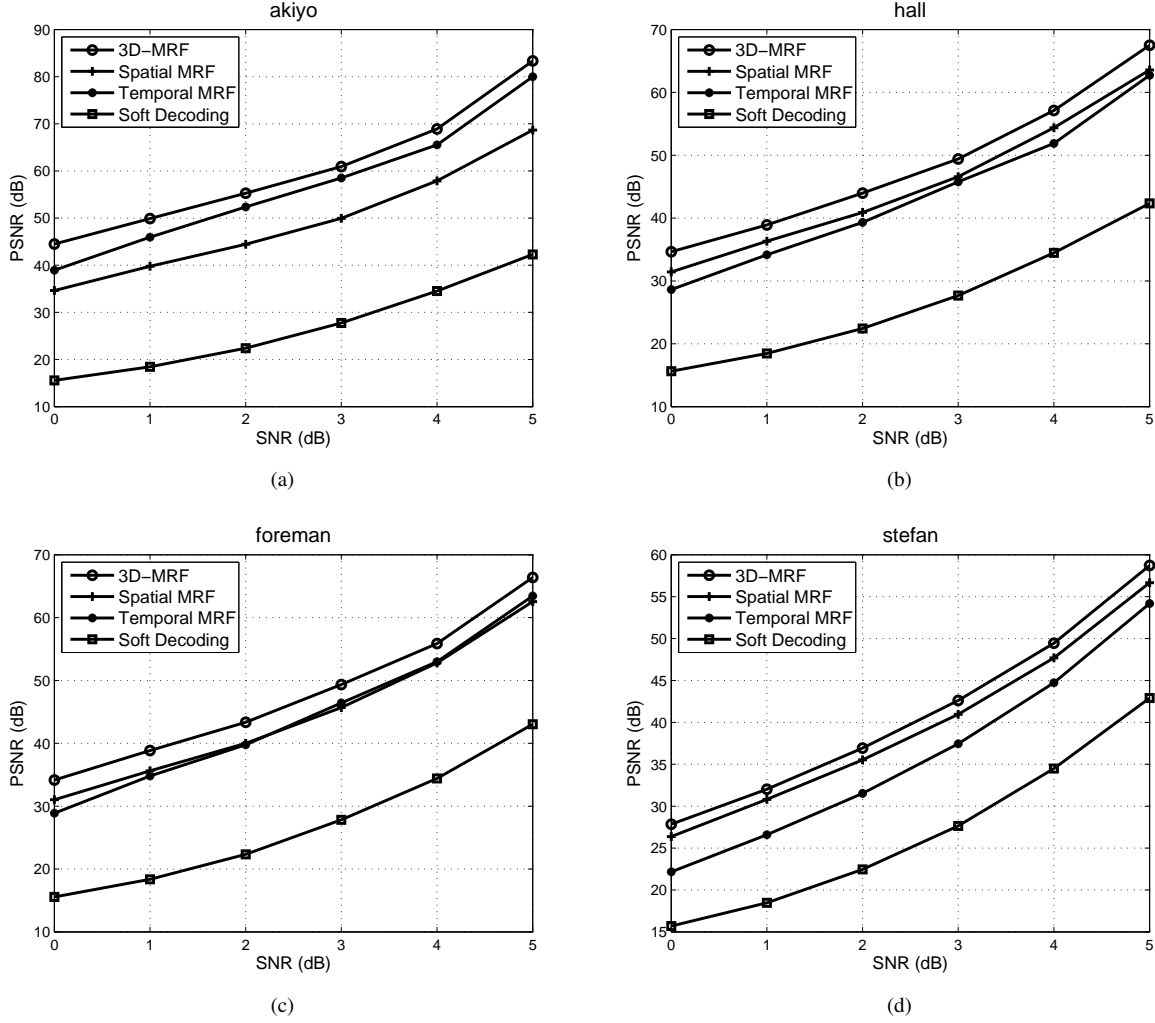 akiyo
90
80
70
60
50
40
30
20
10
PSNR (dB)
3D−MRF
Spatial MRF
Temporal MRF
Soft Decoding
0 1 2 3 4 5
SNR (dB)
(a)
hall
70
60
50
40
30
20
10
PSNR (dB)
3D−MRF
Spatial MRF
Temporal MRF
Soft Decoding
0 1 2 3 4 5
SNR (dB)
(b)
foreman
70
60
50
40
30
20
10
PSNR (dB)
3D−MRF
Spatial MRF
Temporal MRF
Soft Decoding
0 1 2 3 4 5
SNR (dB)
(c)
stefan
60
55
50
45
40
35
30
25
20
15
PSNR (dB)
3D−MRF
Spatial MRF
Temporal MRF
Soft Decoding
0 1 2 3 4 5
SNR (dB)
(d)